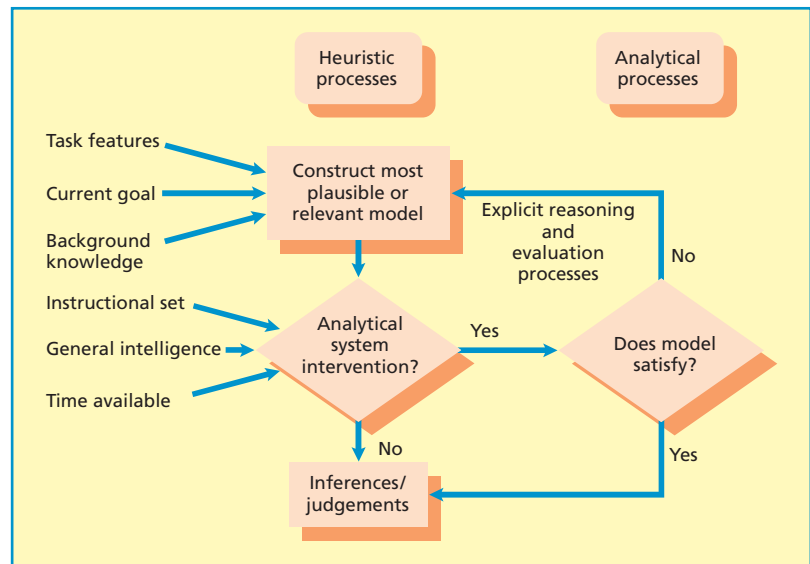 Heuristic
processes
Analytical
processes
Task features
Current goal
Background
knowledge
Construct most
plausible or
relevant model
Explicit reasoning
and
evaluation
processes
No
Instructional set
General intelligence
Time available
Analytical
system
intervention?
Yes
Does model
satisfy?
No
Yes
Inferences/
judgements